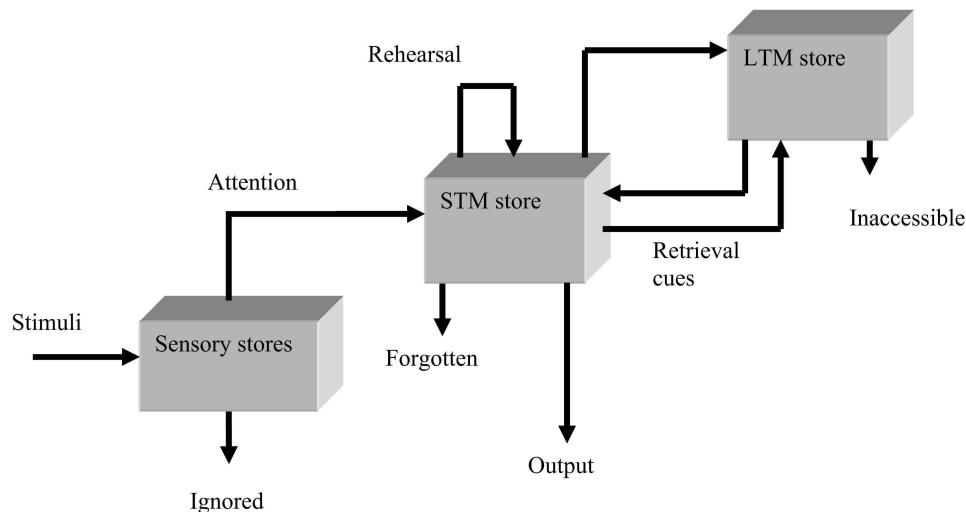 Rehearsal
LTM store
Attention
STM store
Inaccessible
Retrieval
cues
Stimuli
Sensory stores
Forgotten
Output
Ignored